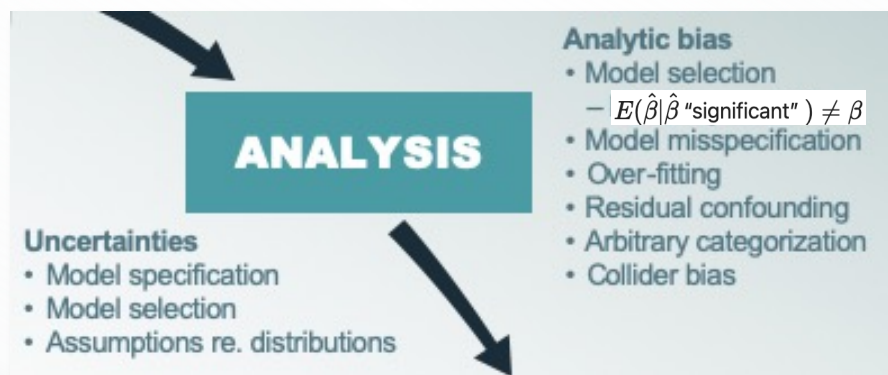 Analytic bias
• Model selection
– E(β̂|β̂ “significant” ) ≠ β
• Model misspecification
• Over-fitting
• Residual confounding
• Arbitrary categorization
• Collider bias
ANALYSIS
Uncertainties
• Model specification
• Model selection
• Assumptions re. distributions